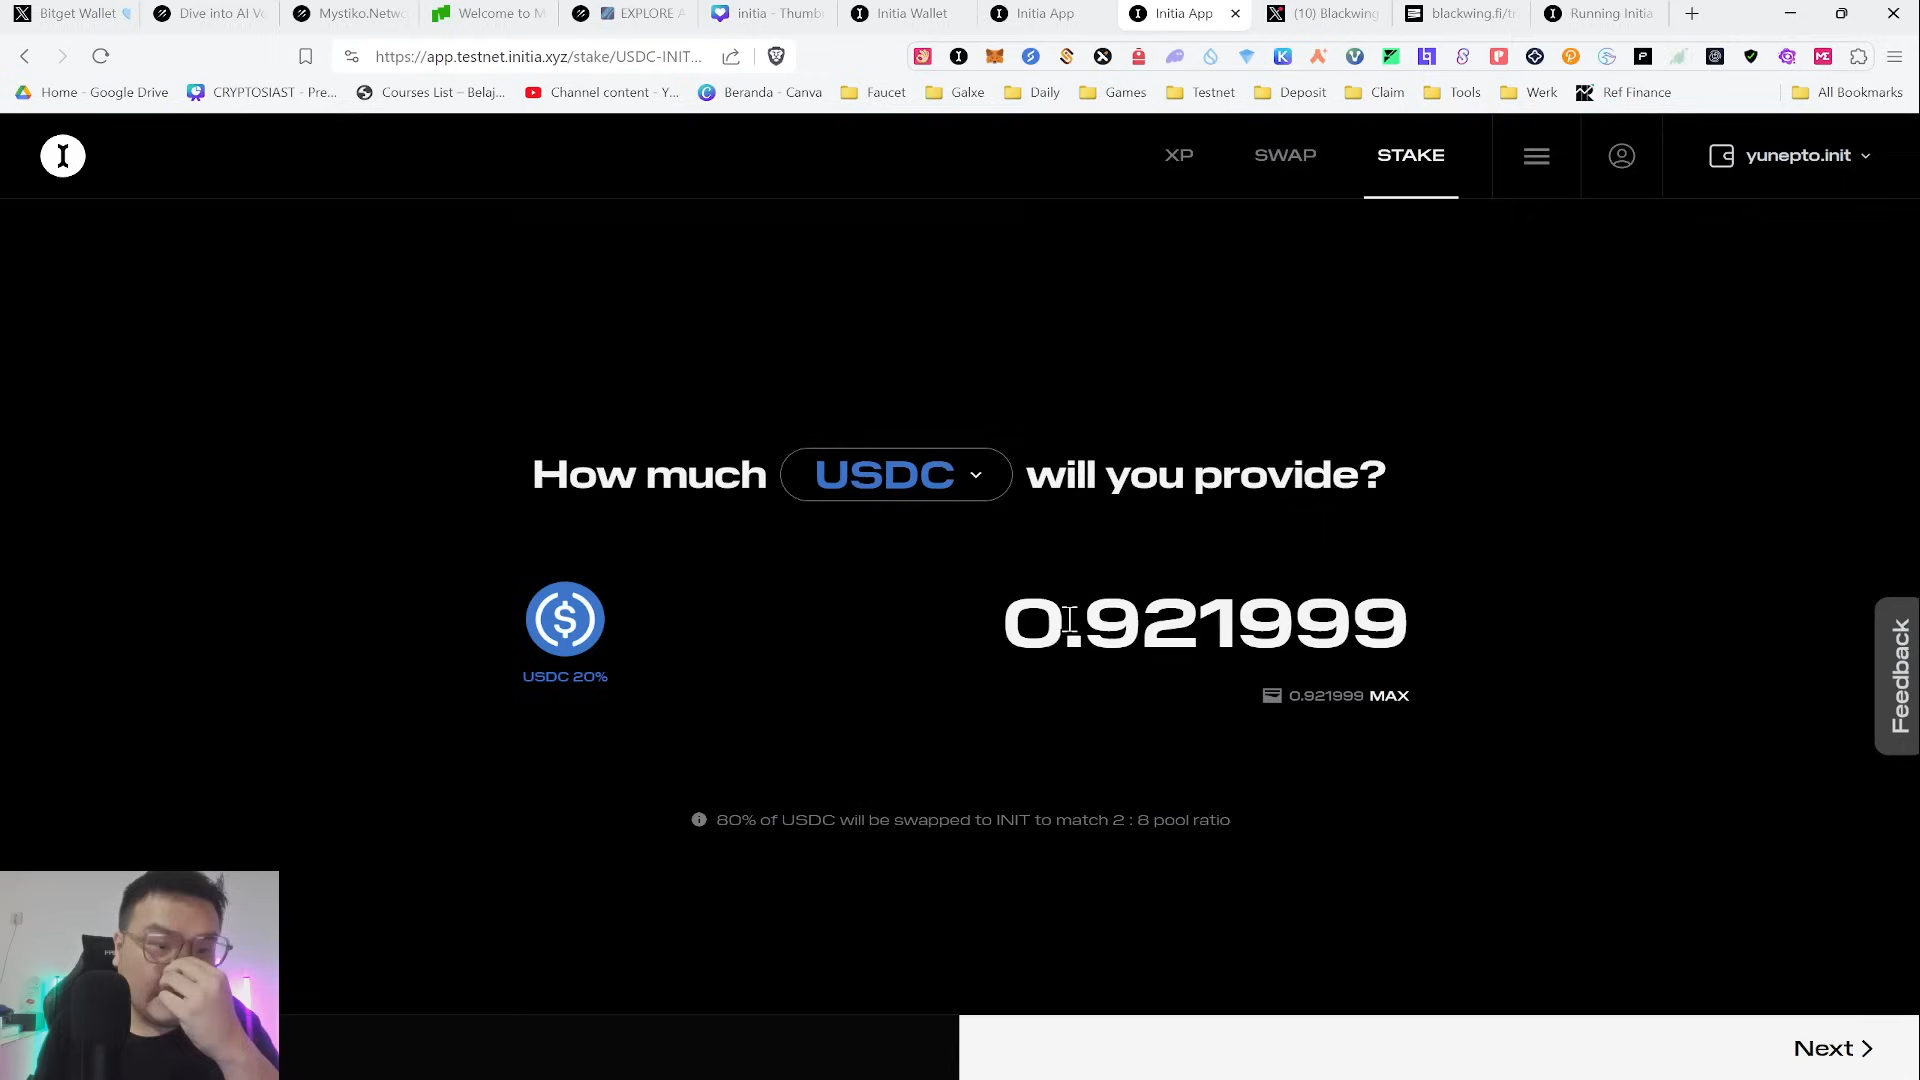 Bitget Wallet
Dive into AI Vo
Mystiko.Netwo
Welcome to M
EXPLORE A
initia - Thumb
Initia Wallet
Initia App
Initia App
(10) Blackwing
blackwing.fi/tr
Running Initia
https://app.testnet.initia.xyz/stake/USDC-INIT...
Home - Google Drive
CRYPTOSIAST - Pre...
Courses List – Belaj...
Channel content - Y...
Beranda - Canva
Faucet
Galxe
Daily
Games
Testnet
Deposit
Claim
Tools
Werk
Ref Finance
All Bookmarks
XP
SWAP
STAKE
yunepto.init
How much USDC will you provide?
0.921999
USDC 20%
0.921999 MAX
80% of USDC will be swapped to INIT to match 2 : 8 pool ratio
Feedback
Next